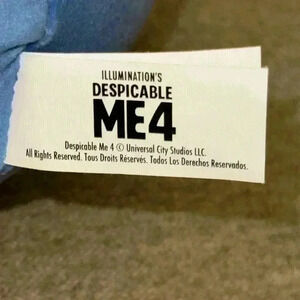 ILLUMINATION'S
DESPICABLE
ME4
Despicable Me 4 © Universal City Studios LLC.
All Rights Reserved. Tous Droits Réservés. Todos Los Derechos Reservados.